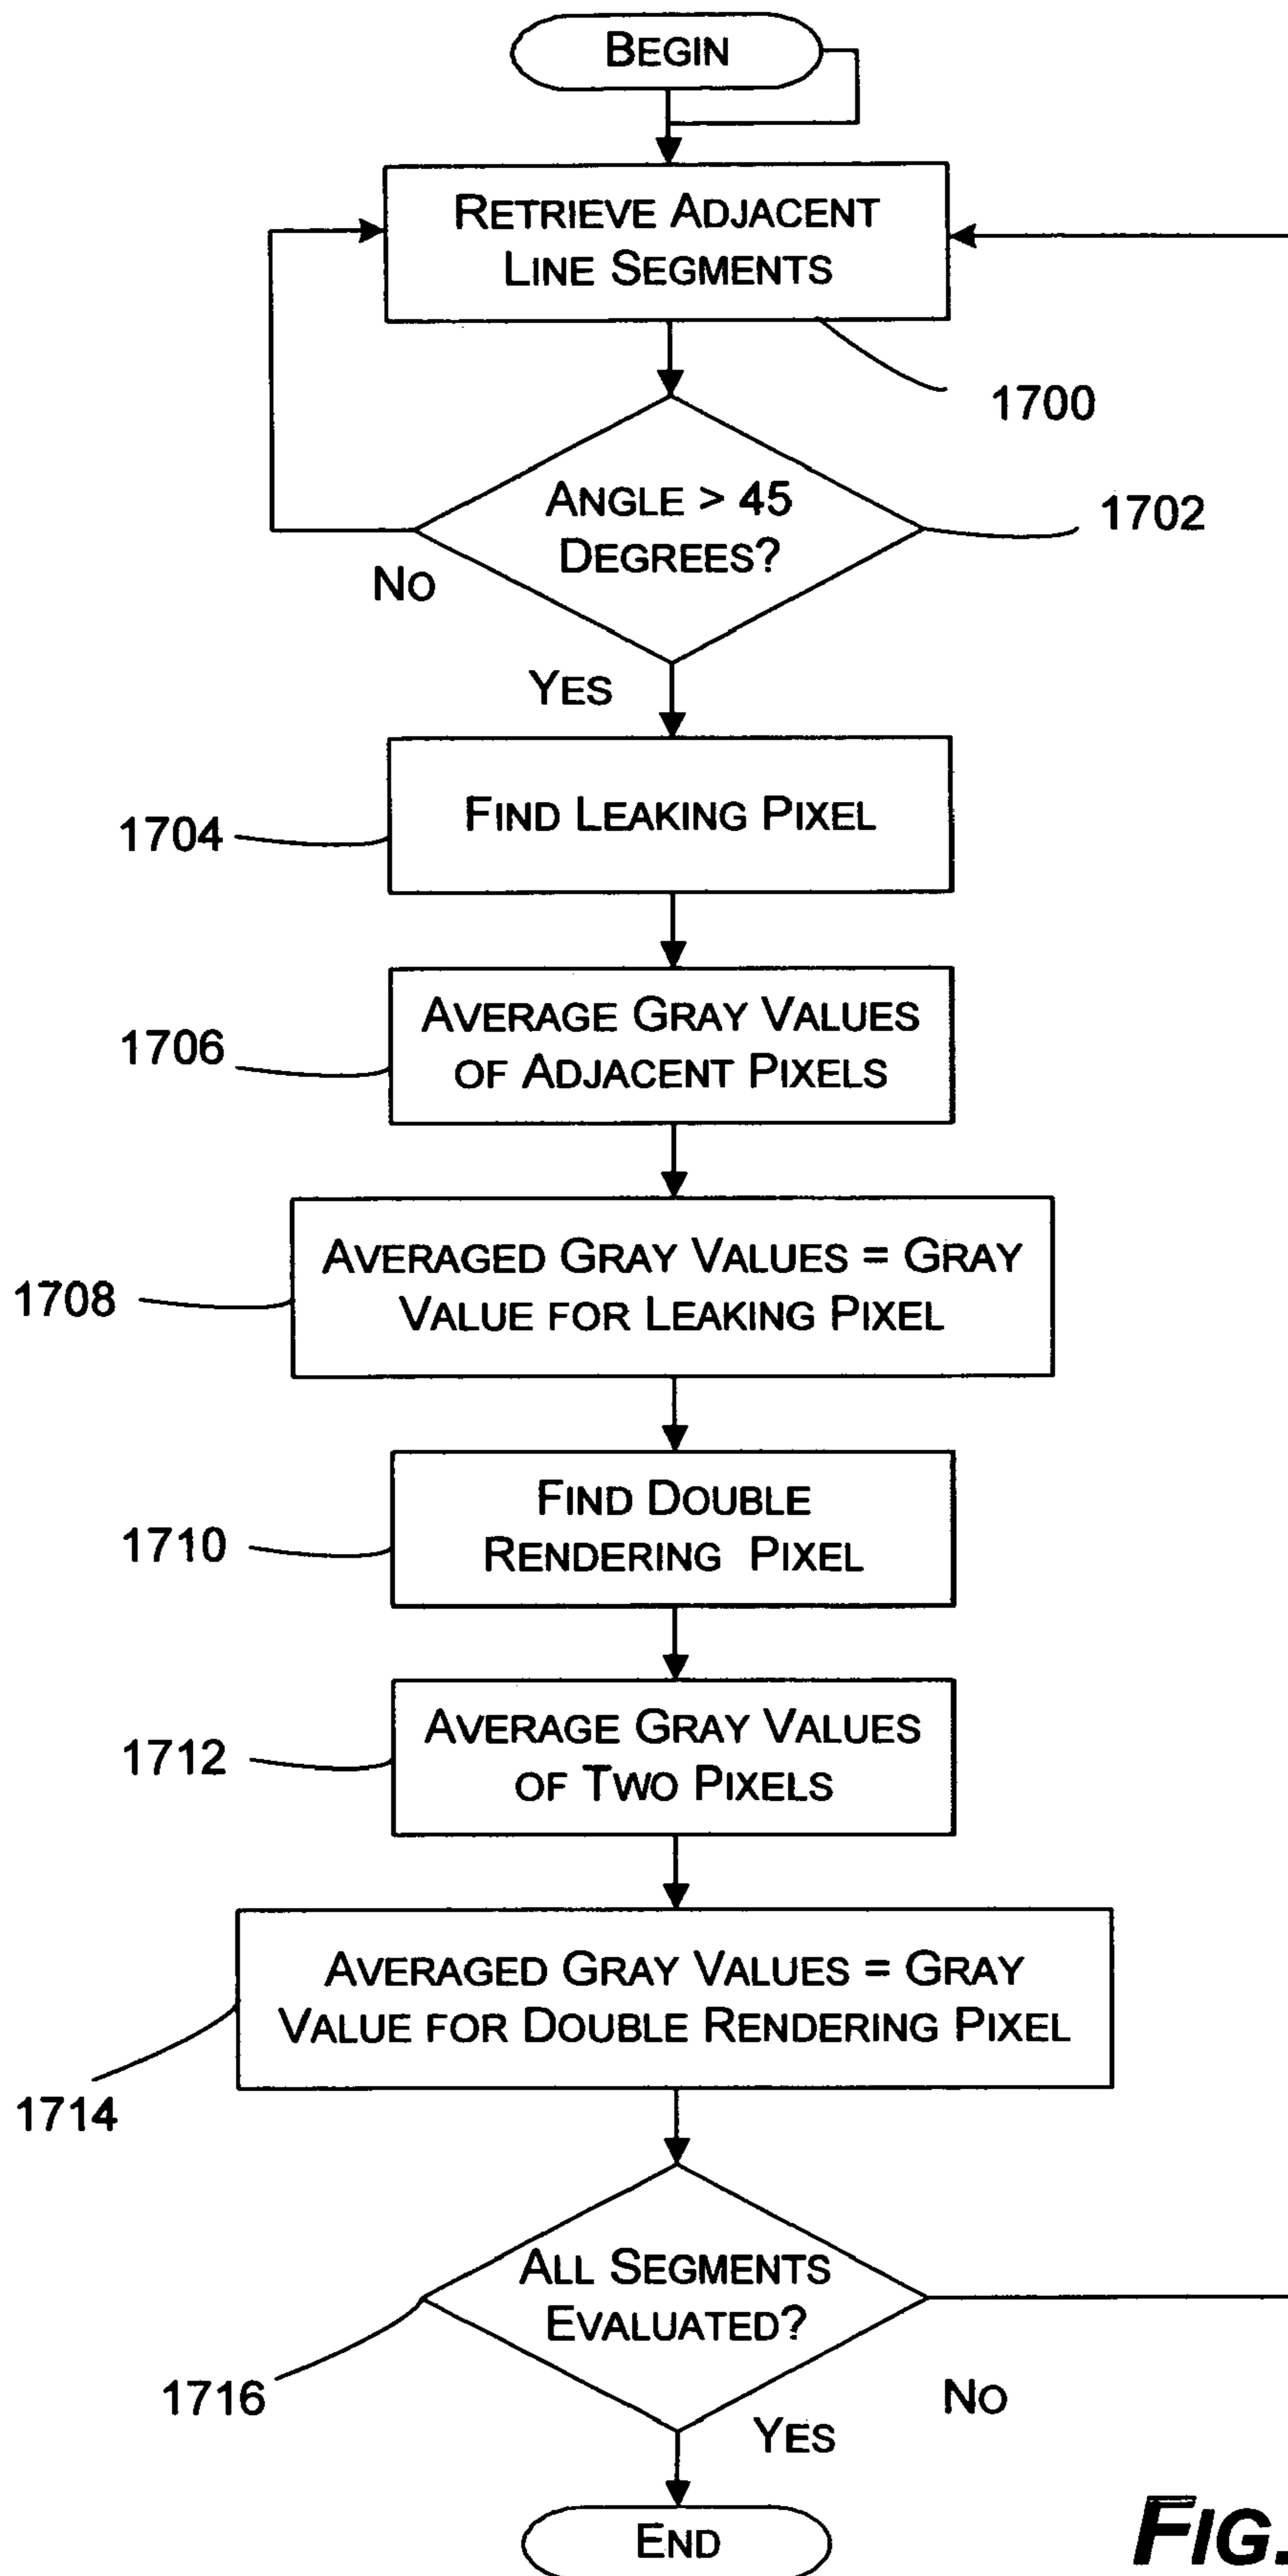 BEGIN
RETRIEVE ADJACENT
LINE SEGMENTS
1700
ANGLE > 45
DEGREES?
1702
NO
YES
FIND LEAKING PIXEL
1704
AVERAGE GRAY VALUES
OF ADJACENT PIXELS
1706
AVERAGED GRAY VALUES = GRAY
VALUE FOR LEAKING PIXEL
1708
FIND DOUBLE
RENDERING PIXEL
1710
AVERAGE GRAY VALUES
OF TWO PIXELS
1712
AVERAGED GRAY VALUES = GRAY
VALUE FOR DOUBLE RENDERING PIXEL
1714
ALL SEGMENTS
EVALUATED?
1716
NO
YES
END
FIG.